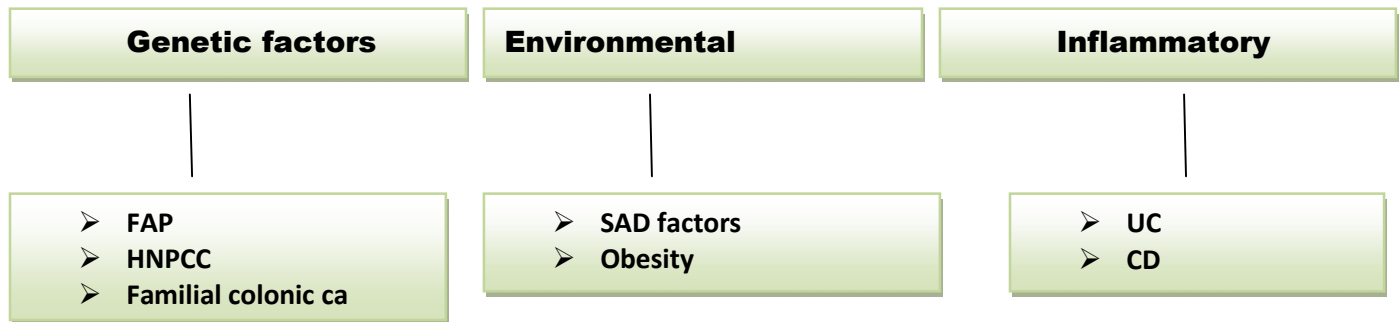 Genetic factors
Environmental
Inflammatory
➢ FAP
➢ HNPCC
➢ Familial colonic ca
➢ SAD factors
➢ Obesity
➢ UC
➢ CD